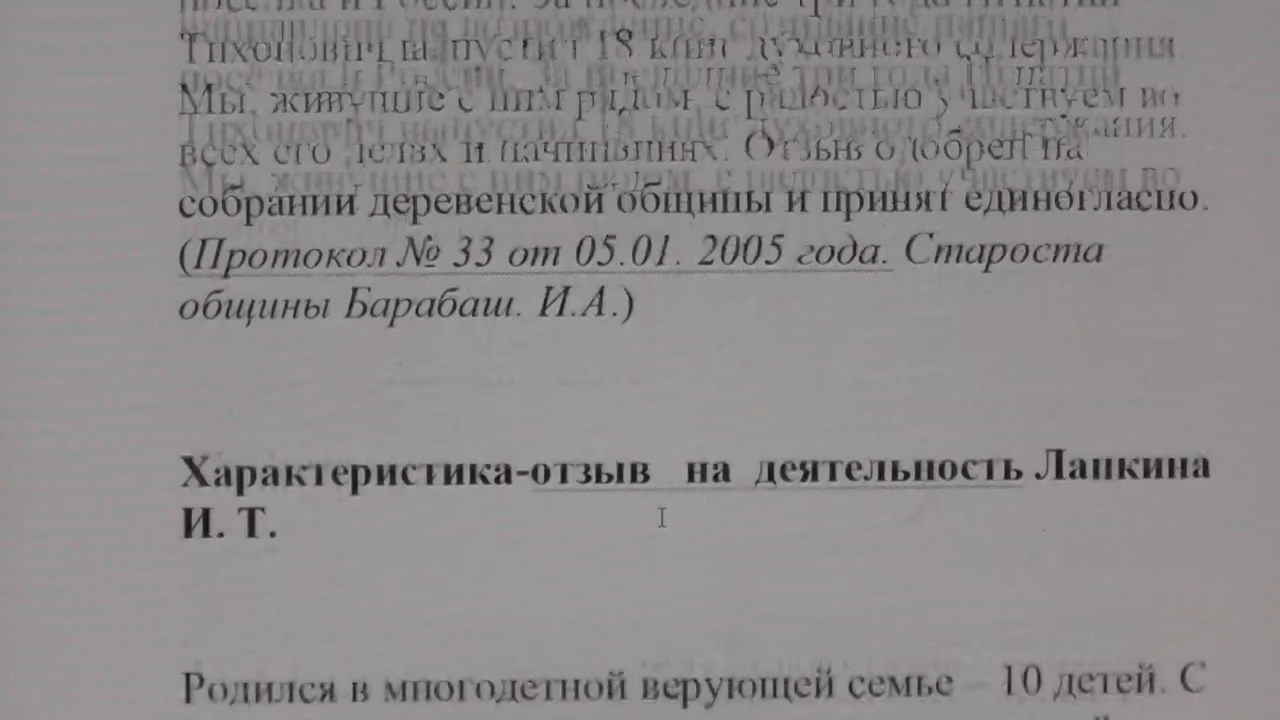 Тихонович выпустил 18 книг духовного содержания.
Мы, живущие с ним рядом, с радостью участвуем во
всех его делах и начинаниях. Отзыв одобрен на
собрании деревенской общины и принят единогласно.
(Протокол № 33 от 05.01. 2005 года. Староста
общины Барабаш. И.А.)
Характеристика-отзыв на деятельность Лапкина
И. Т.
Родился в многодетной верующей семье – 10 детей. С